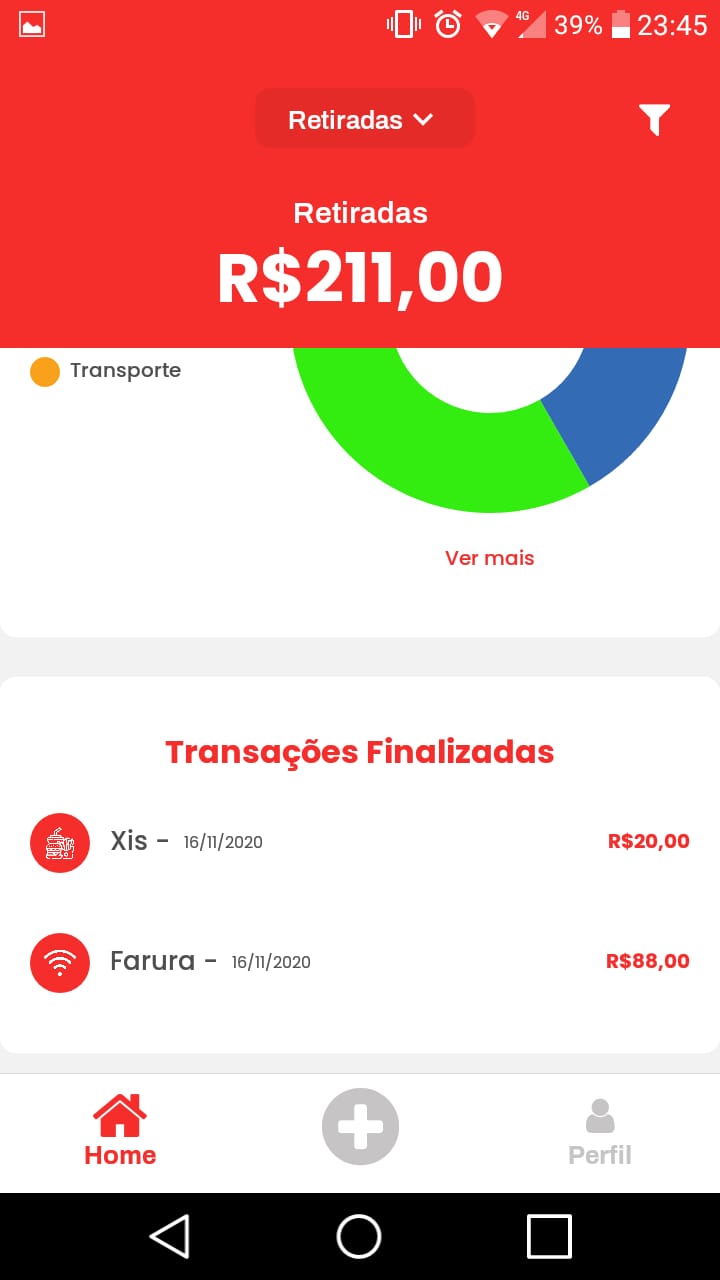 4G 39% 23:45
Retiradas
Retiradas
R$211,00
Transporte
Ver mais
Transações Finalizadas
Xis - 16/11/2020 R$20,00
Farura - 16/11/2020 R$88,00
Home Perfil